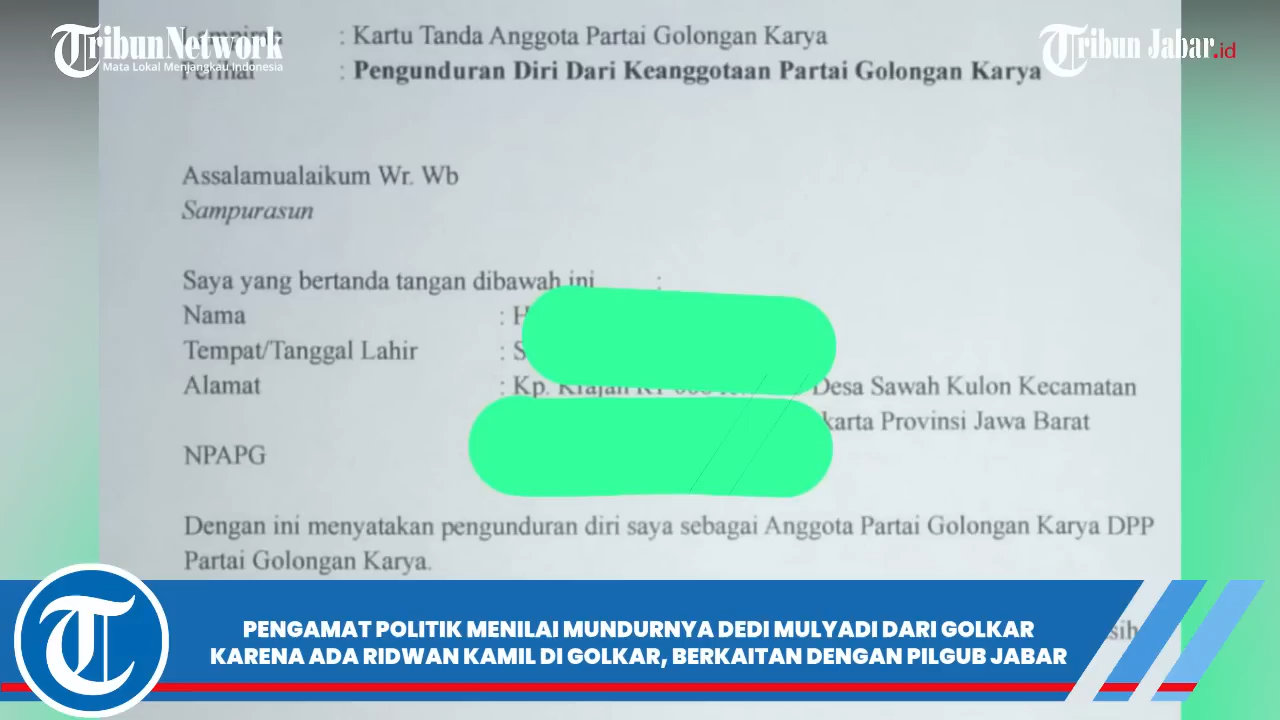 TribunNetwork
Mata Lokal Menjangkau Indonesia
Tribun Jabar.id
: Kartu Tanda Anggota Partai Golongan Karya
: Pengunduran Diri Dari Keanggotaan Partai Golongan Karya
Assalamualaikum Wr. Wb
Sampurasun
Saya yang bertanda tangan dibawah ini :
Nama : H
Tempat/Tanggal Lahir : S
Alamat : Kp. Krajan Desa Sawah Kulon Kecamatan
karta Provinsi Jawa Barat
NPAPG
Dengan ini menyatakan pengunduran diri saya sebagai Anggota Partai Golongan Karya DPP
Partai Golongan Karya.
sih
T
PENGAMAT POLITIK MENILAI MUNDURNYA DEDI MULYADI DARI GOLKAR
KARENA ADA RIDWAN KAMIL DI GOLKAR, BERKAITAN DENGAN PILGUB JABAR